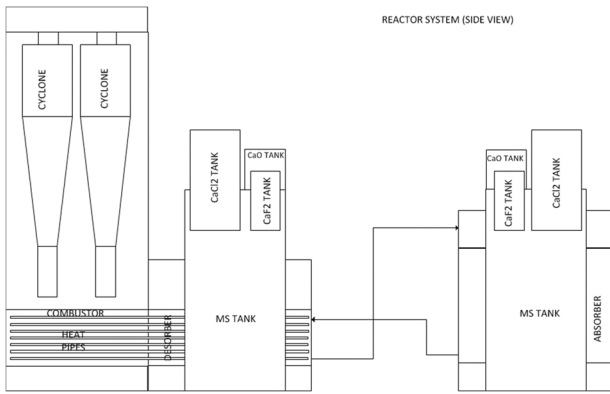 REACTOR SYSTEM (SIDE VIEW)
CYCLONE
CYCLONE
CaCl2 TANK
CaO TANK
CaF2 TANK
CaO TANK
CaF2 TANK
CaCl2 TANK
COMBUSTOR
HEAT
PIPES
DESORBER
MS TANK
MS TANK
ABSORBER